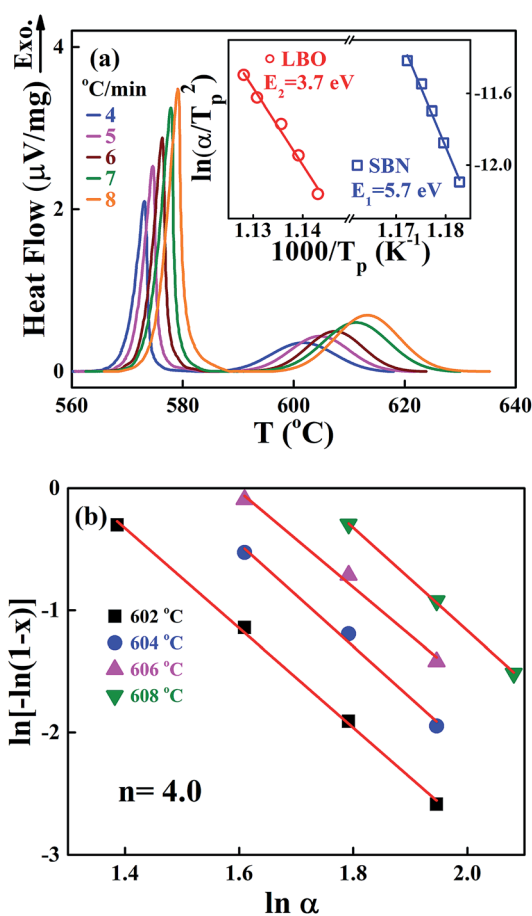 Heat Flow (μV/mg) Exo.
(a)
°C/min
4
5
6
7
8
ln(α/Tp²)
LBO
E₂=3.7 eV
SBN
E₁=5.7 eV
-11.6
-12.0
1.13 1.14 1.17 1.18
1000/Tp (K⁻¹)
4
2
0
560 580 600 620 640
T (°C)
(b)
ln[-ln(1-x)]
0
-1
-2
-3
602 °C
604 °C
606 °C
608 °C
n= 4.0
1.4 1.6 1.8 2.0
ln α